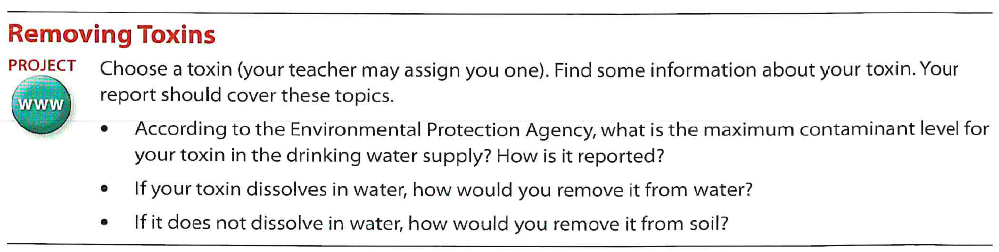 Removing Toxins
PROJECT
www
Choose a toxin (your teacher may assign you one). Find some information about your toxin. Your
report should cover these topics.
• According to the Environmental Protection Agency, what is the maximum contaminant level for
your toxin in the drinking water supply? How is it reported?
• If your toxin dissolves in water, how would you remove it from water?
• If it does not dissolve in water, how would you remove it from soil?